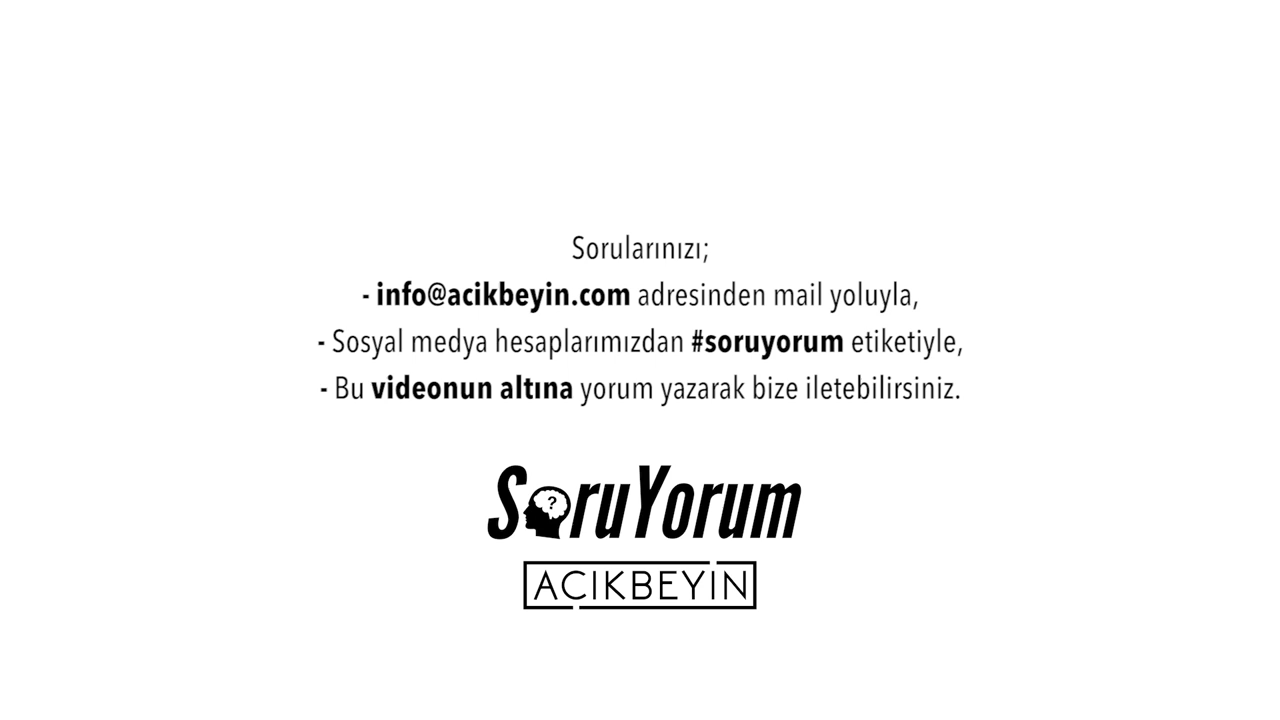 Sorularınızı;
- info@acikbeyin.com adresinden mail yoluyla,
- Sosyal medya hesaplarımızdan #soruyorum etiketiyle,
- Bu videonun altına yorum yazarak bize iletebilirsiniz.
SoruYorum
AÇIKBEYİN